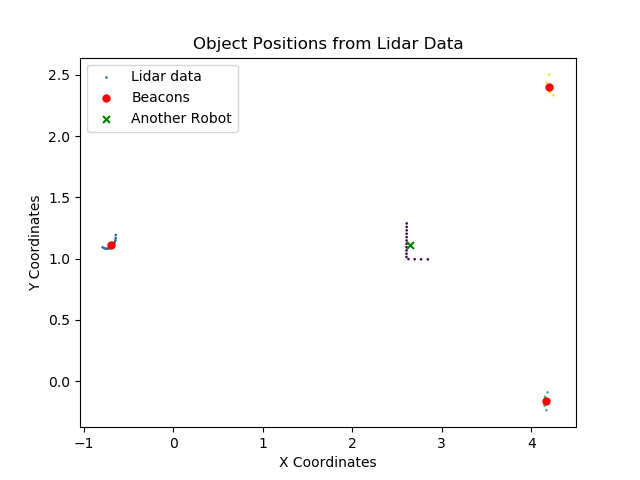 Object Positions from Lidar Data
Lidar data
Beacons
Another Robot
2.5
2.0
1.5
1.0
0.5
0.0
Y Coordinates
−1
0
1
2
3
4
X Coordinates